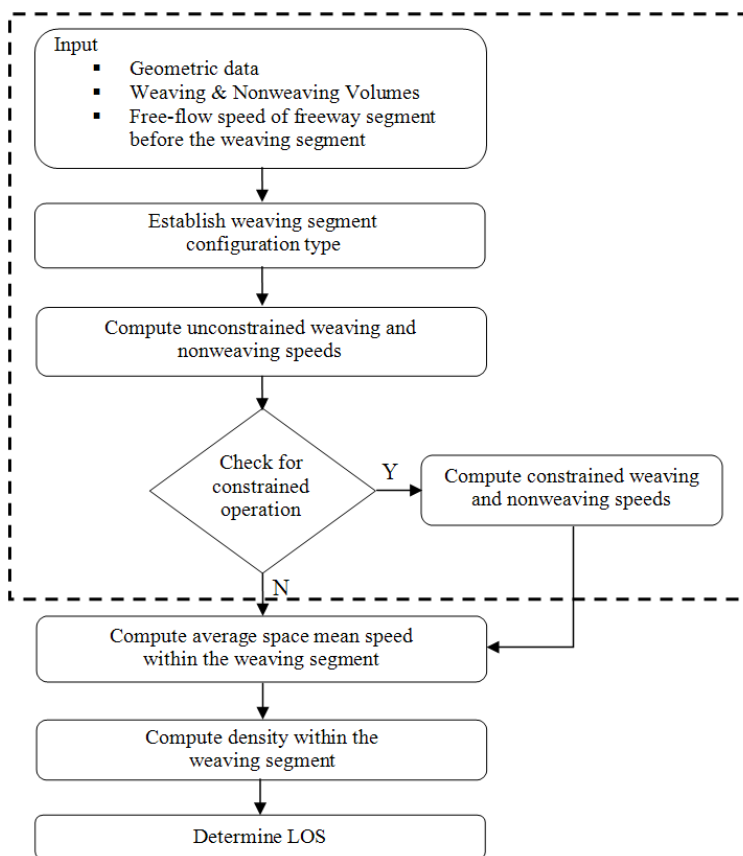 Input
▪ Geometric data
▪ Weaving & Nonweaving Volumes
▪ Free-flow speed of freeway segment
before the weaving segment
Establish weaving segment
configuration type
Compute unconstrained weaving and
nonweaving speeds
Check for
constrained
operation
Y
Compute constrained weaving
and nonweaving speeds
N
Compute average space mean speed
within the weaving segment
Compute density within the
weaving segment
Determine LOS